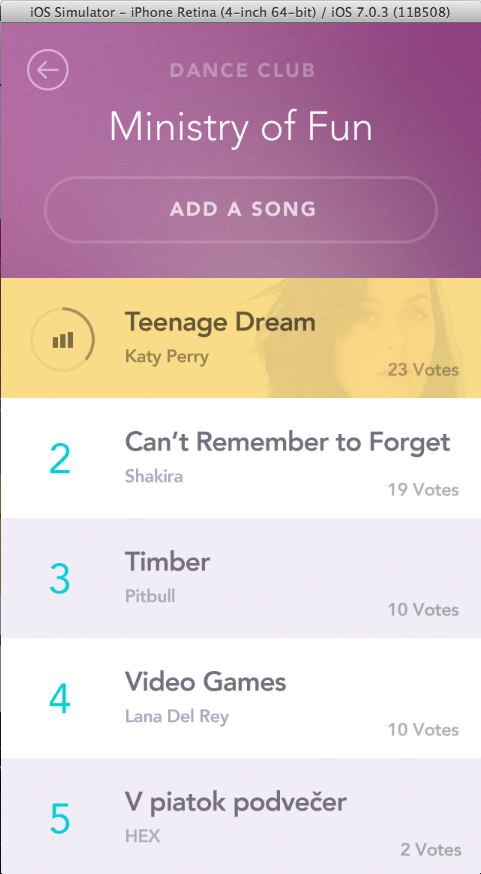 iOS Simulator – iPhone Retina (4-inch 64-bit) / iOS 7.0.3 (11B508)
DANCE CLUB
Ministry of Fun
ADD A SONG
Teenage Dream
Katy Perry
23 Votes
2
Can’t Remember to Forget
Shakira
19 Votes
3
Timber
Pitbull
10 Votes
4
Video Games
Lana Del Rey
10 Votes
5
V piatok podvečer
HEX
2 Votes